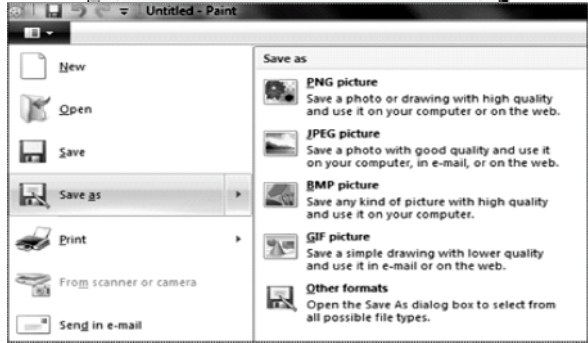 Untitled - Paint
New
Open
Save
Save as
Print
From scanner or camera
Send in e-mail
Save as
PNG picture
Save a photo or drawing with high quality
and use it on your computer or on the web.
JPEG picture
Save a photo with good quality and use it
on your computer, in e-mail, or on the web.
BMP picture
Save any kind of picture with high quality
and use it on your computer.
GIF picture
Save a simple drawing with lower quality
and use it in e-mail or on the web.
Other formats
Open the Save As dialog box to select from
all possible file types.